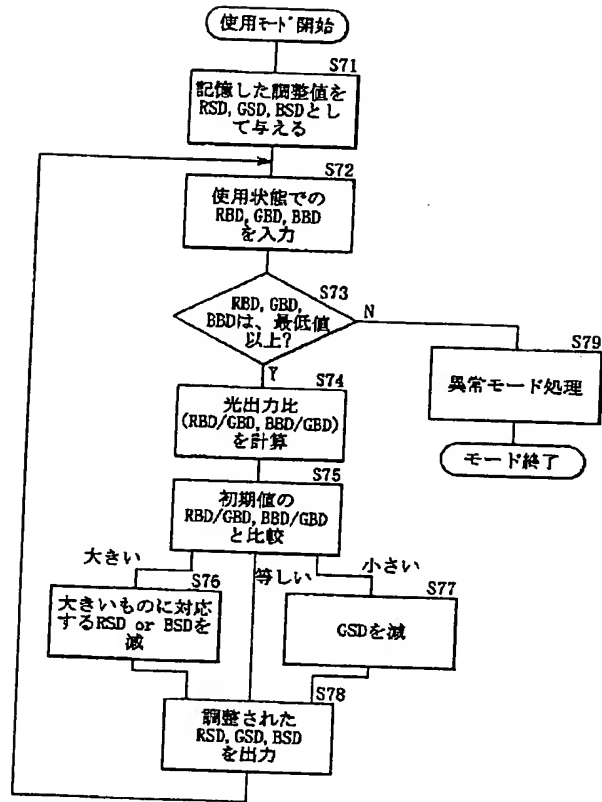 使用モード開始
S71
記憶した調整値を
RSD,GSD,BSDとし
て与える
S72
使用状態での
RBD,GBD,BBD
を入力
S73
RBD,GBD,
BBDは、最低値
以上?
N
Y
S79
異常モード処理
モード終了
S74
光出力比
(RBD/GBD,BBD/GBD)
を計算
S75
初期値の
RBD/GBD,BBD/GBD
と比較
大きい
等しい
小さい
S76
大きいものに対応
するRSD or BSDを
減
S77
GSDを減
S78
調整された
RSD,GSD,BSD
を出力